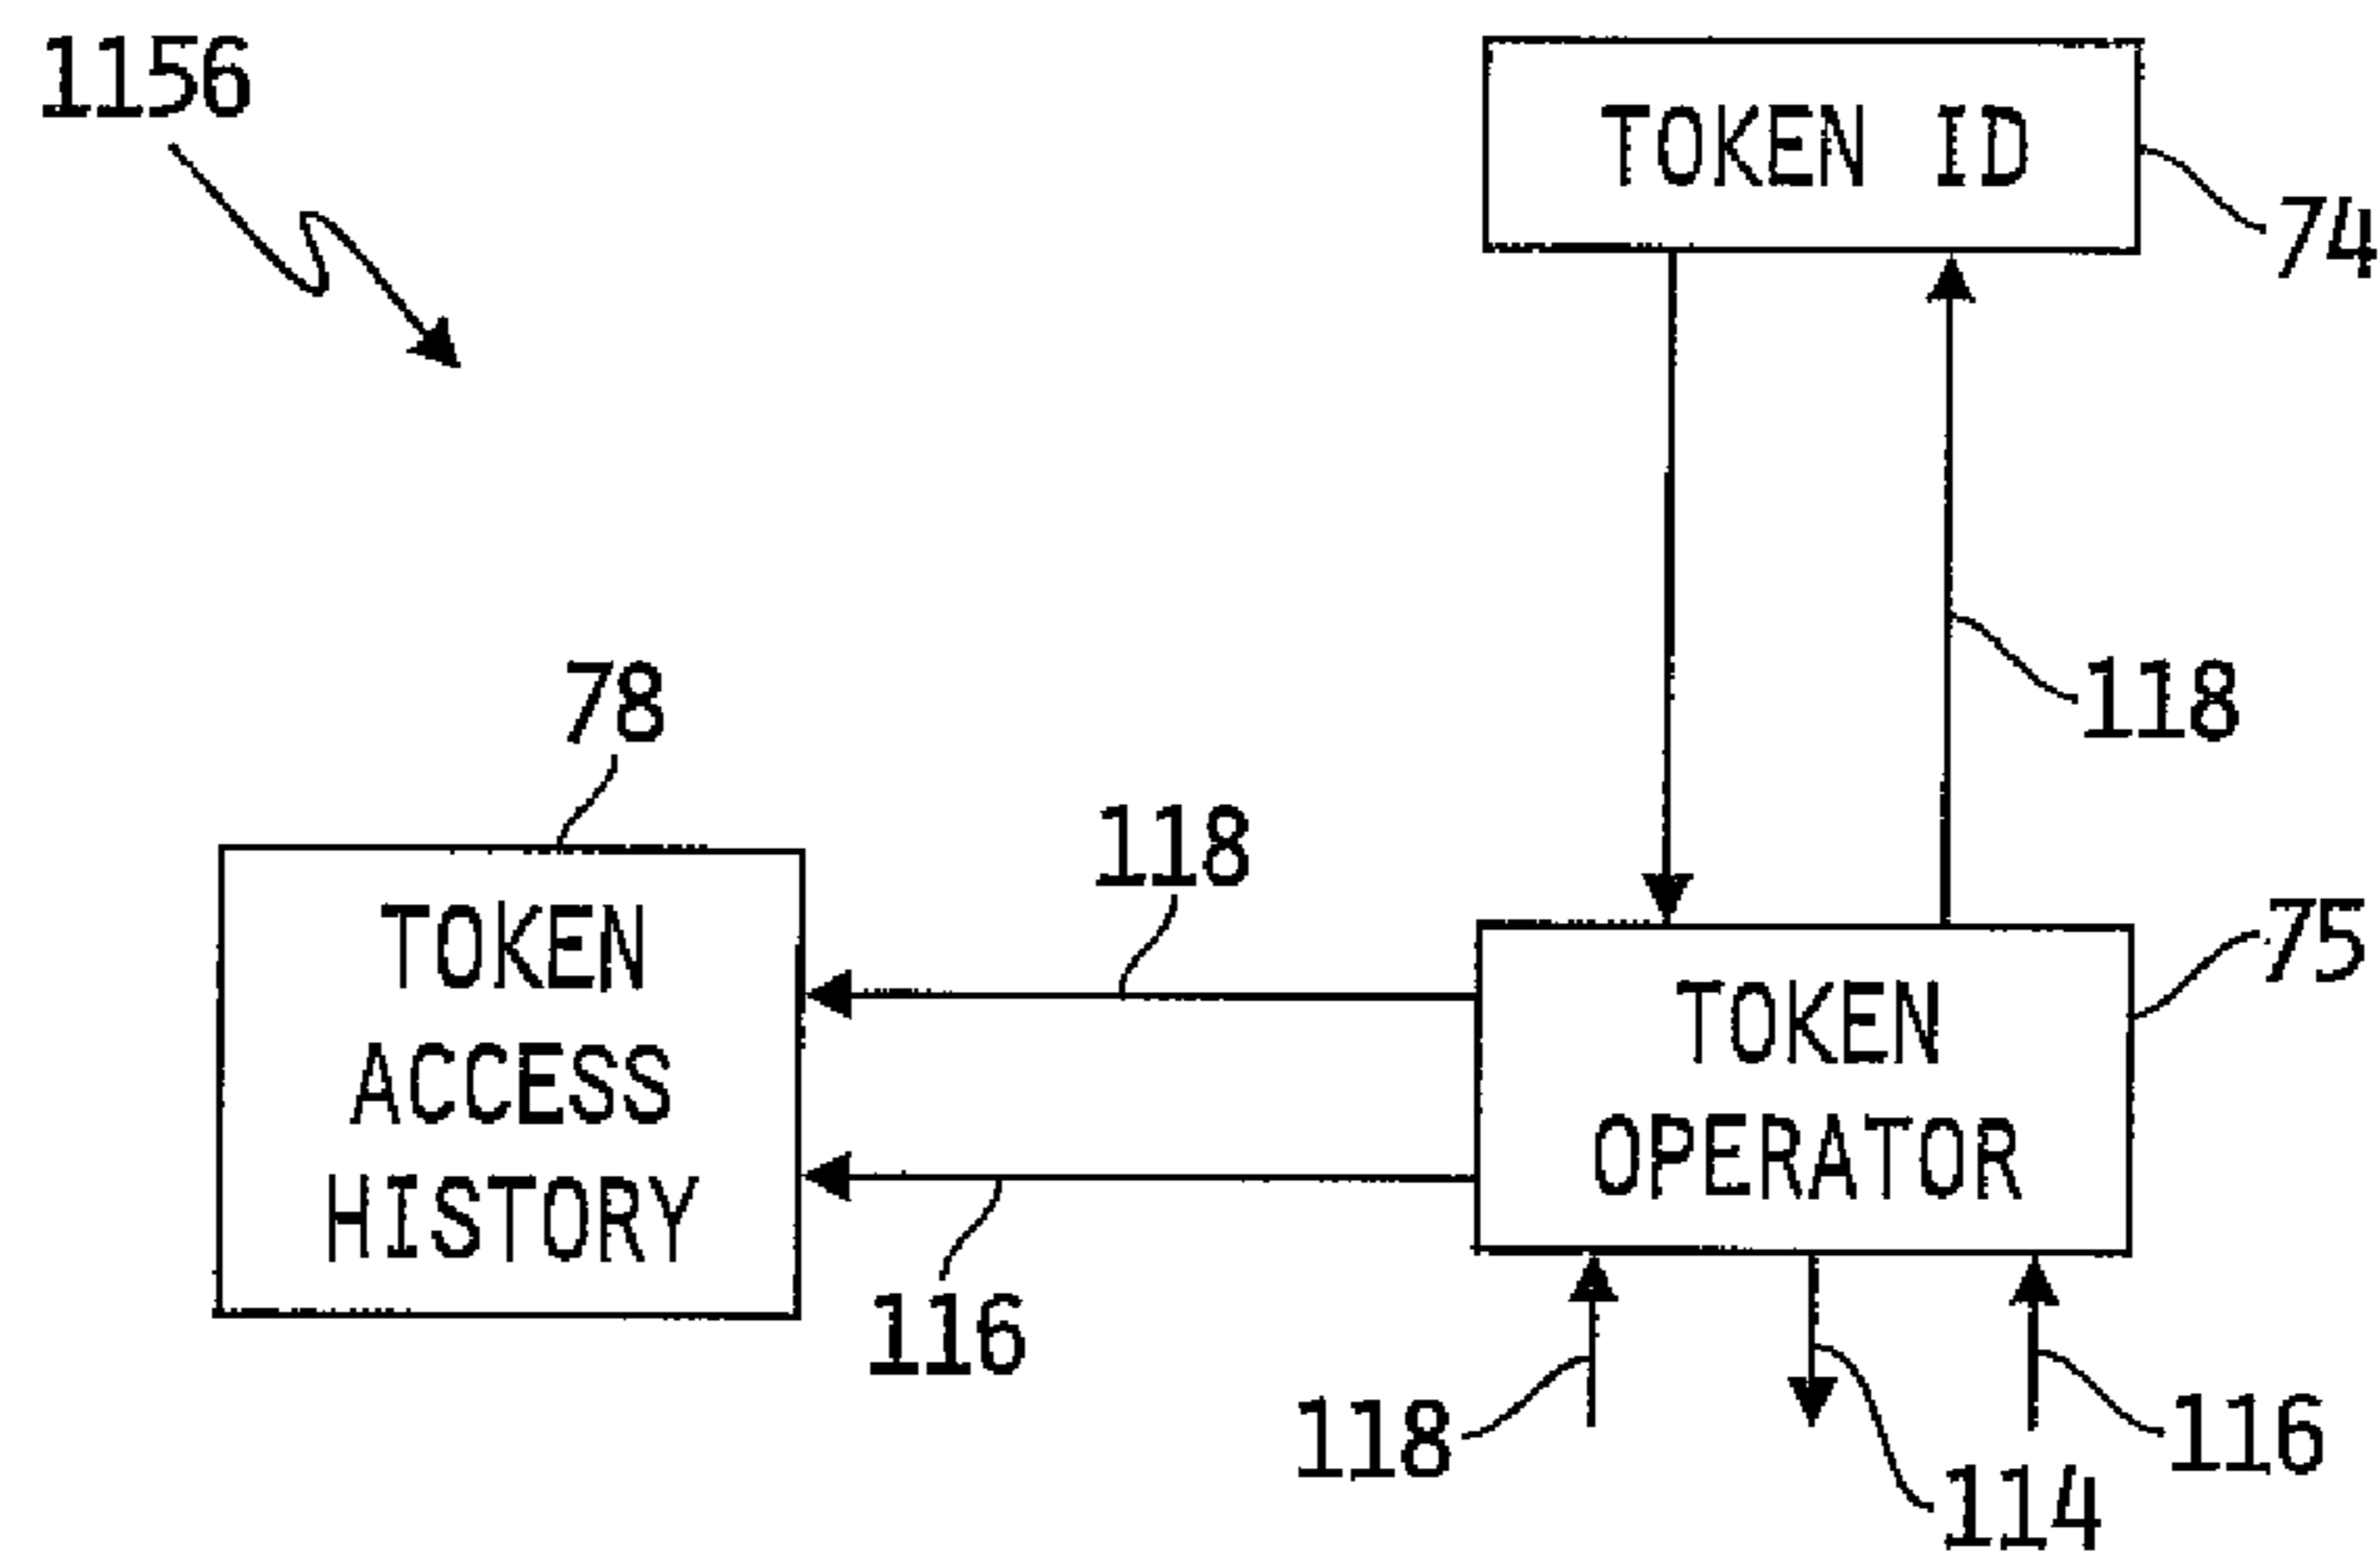 1156
TOKEN ID
74
118
78
118
75
TOKEN
ACCESS
HISTORY
TOKEN
OPERATOR
116
118
116
114